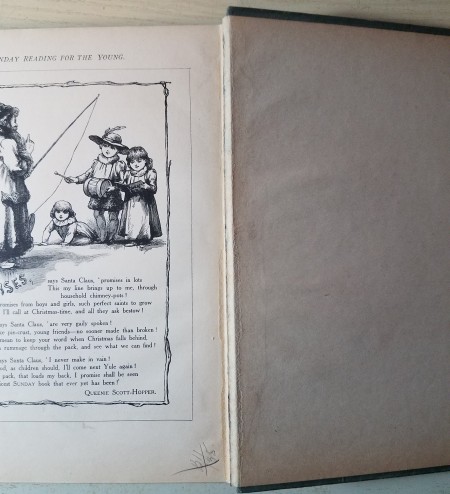 NDAY READING FOR THE YOUNG.
ISES,
says Santa Claus, 'promises in lots
This my line brings up to me, through
household chimney-pots!
romises from boys and girls, such perfect saints to grow
I'll call at Christmas-time, and all they ask bestow!
ays Santa Claus, 'are very gaily spoken!
e pie-crust, young friends—no sooner made than broken!
mean to keep your word when Christmas falls behind,
rummage through the pack, and see what we can find!
ays Santa Claus, 'I never make in vain!
ed, as children should, I'll come next Yule again!
pack, that loads my back, I promise shall be seen
SUNDAY book that ever yet has been!'
QUEENIE SCOTT-HOPPER.